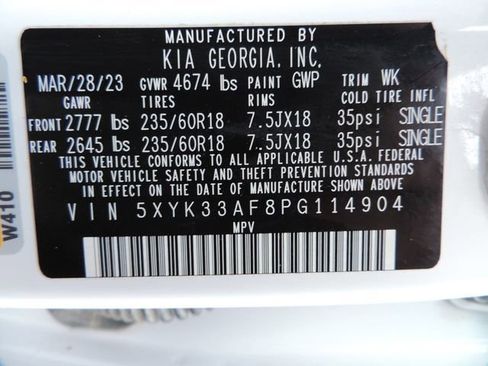 MANUFACTURED BY
KIA GEORGIA, INC.
MAR/28/23 GVWR 4674 lbs PAINT GWP TRIM WK
GAWR TIRES RIMS COLD TIRE INFL
FRONT 2777 lbs 235/60R18 7.5JX18 35psi SINGLE
REAR 2645 lbs 235/60R18 7.5JX18 35psi SINGLE
THIS VEHICLE CONFORMS TO ALL APPLICABLE U.S.A. FEDERAL
MOTOR VEHICLE SAFETY AND THEFT PREVENTION STANDARDS
IN EFFECT ON THE DATE OF MANUFACTURE SHOWN ABOVE
VIN 5XYK33AF8PG114904
MPV
W410